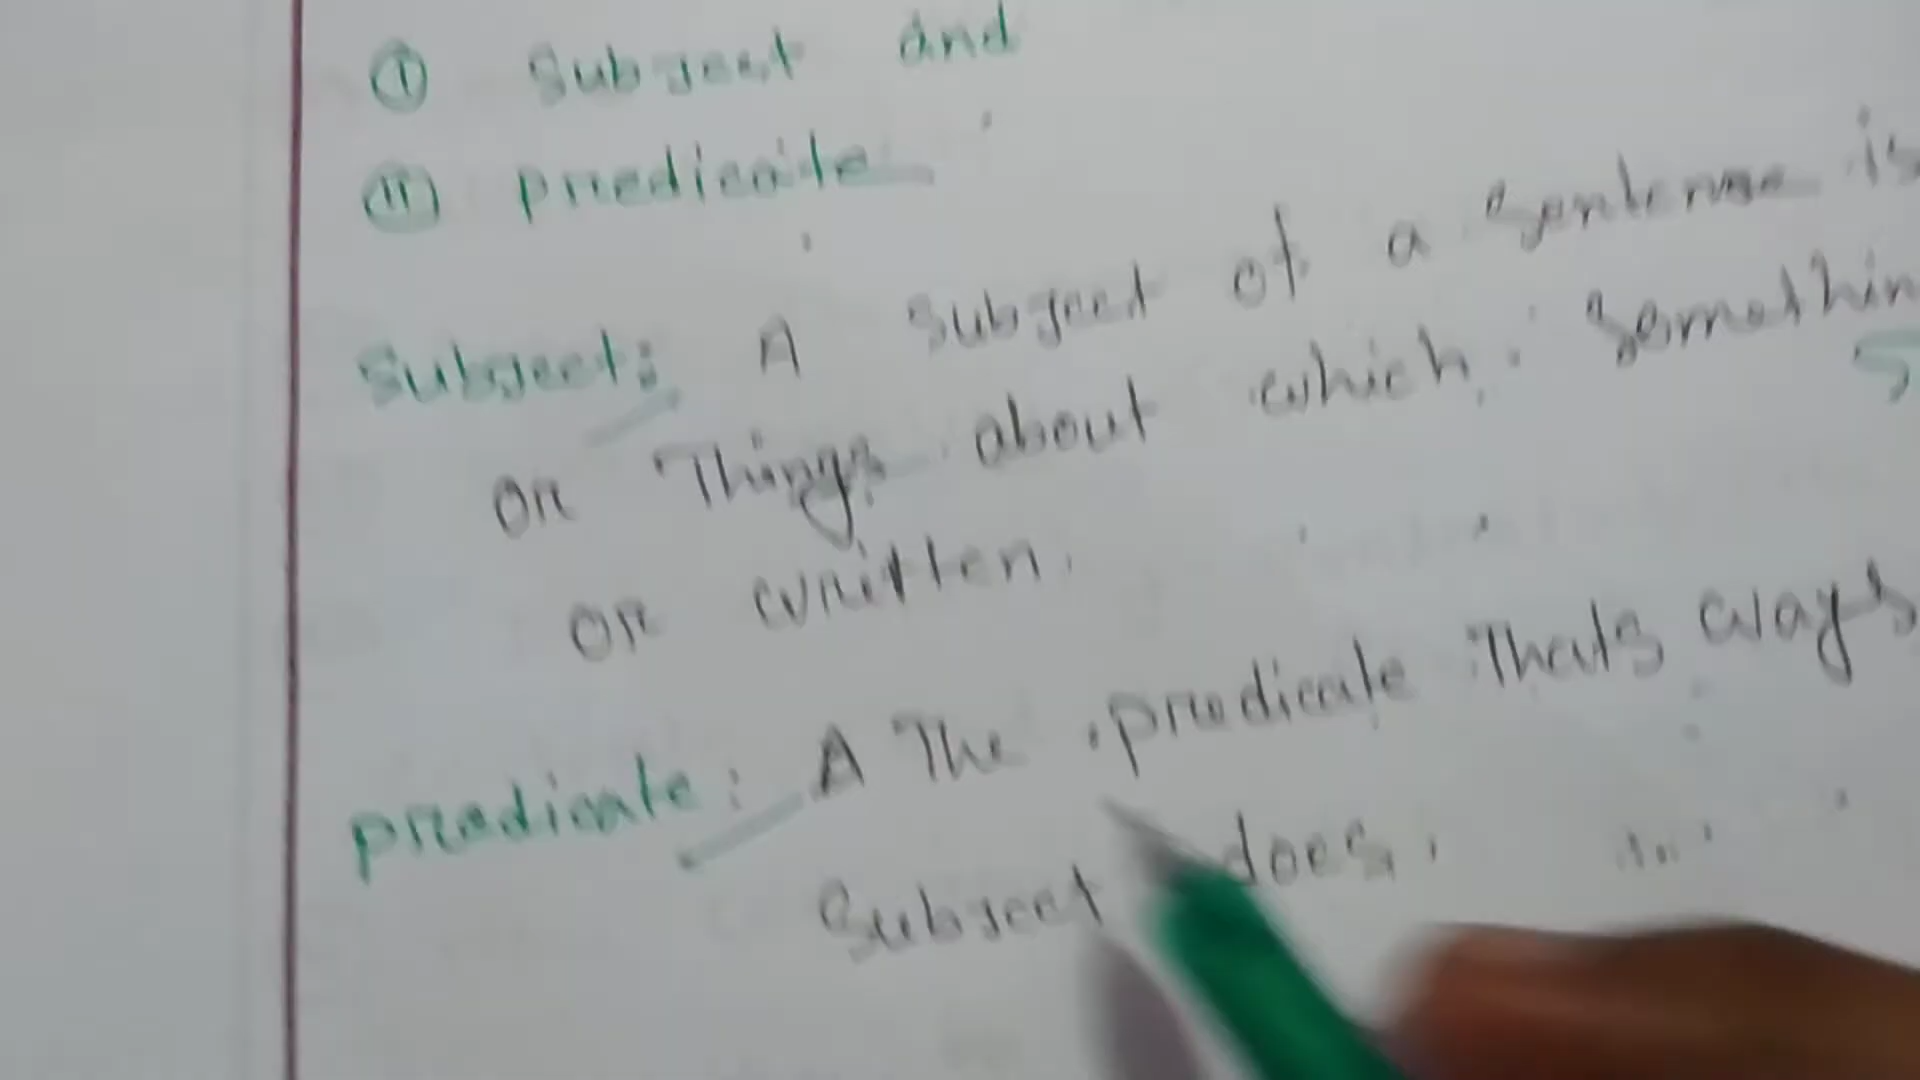 (I) Subject and
(II) predicate
Subject: A subject of a sentence is
or Things about which somethin
or written.
predicate: A The predicate Thats ways
Subject does.